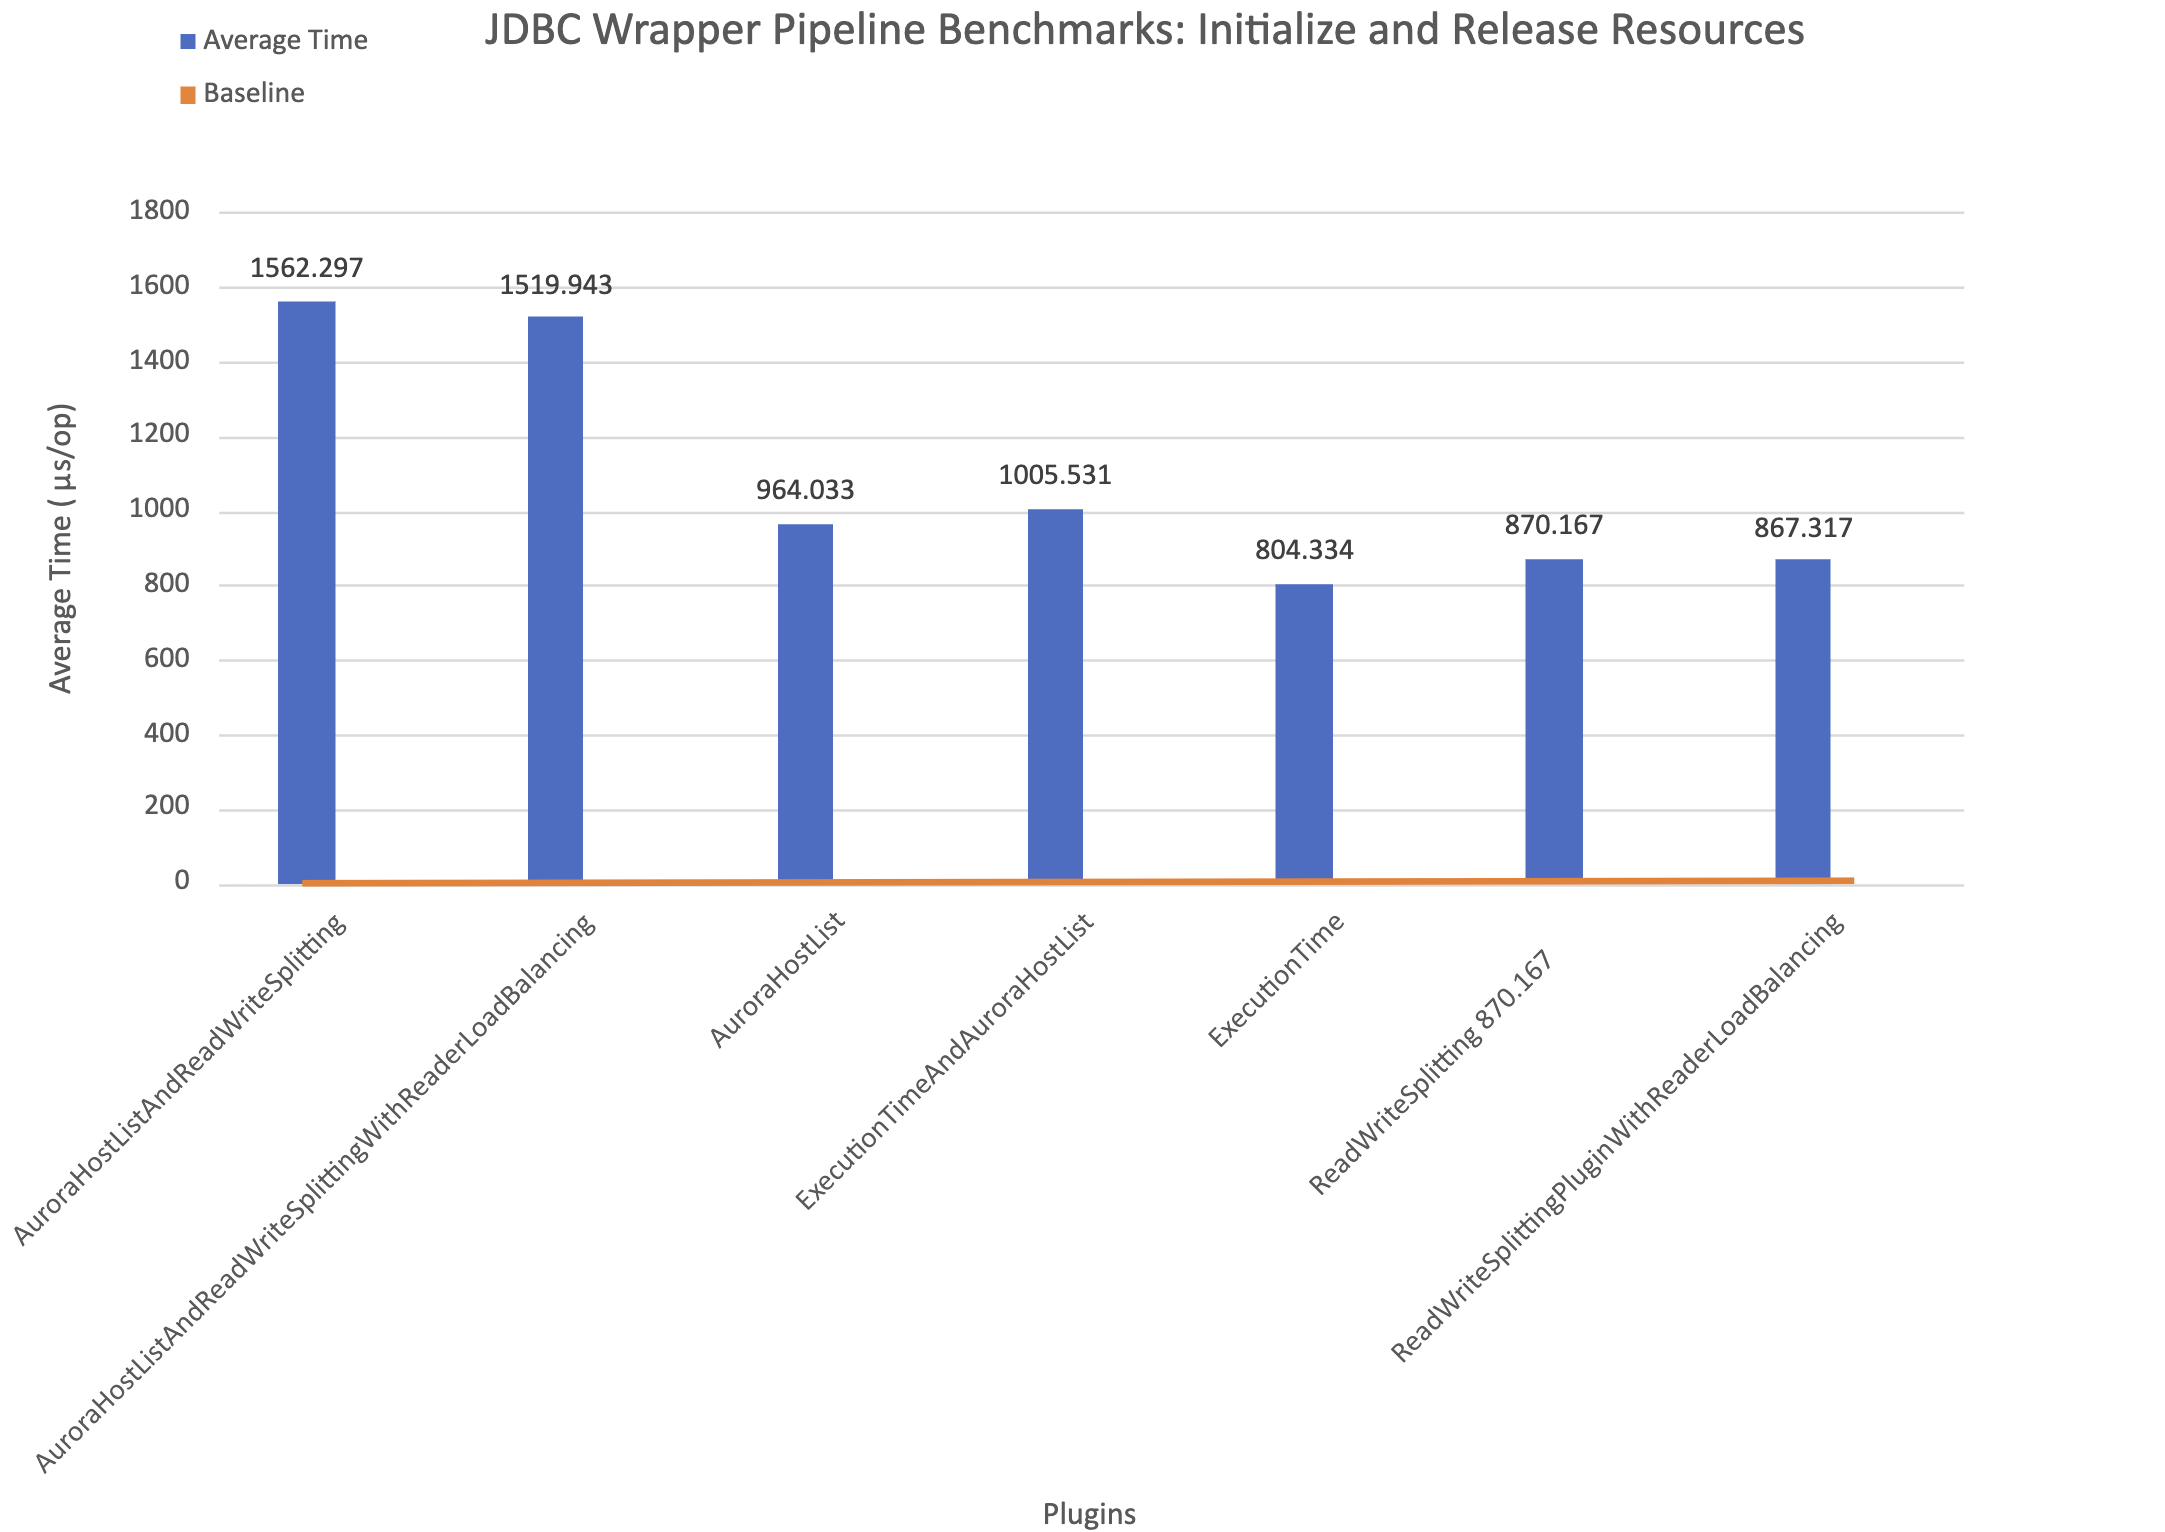 JDBC Wrapper Pipeline Benchmarks: Initialize and Release Resources
Average Time
Baseline
Average Time ( µs/op)
1800
1600
1400
1200
1000
800
600
400
200
0
1562.297
1519.943
964.033
1005.531
804.334
870.167
867.317
AuroraHostListAndReadWriteSplitting
AuroraHostListAndReadWriteSplittingWithReaderLoadBalancing
AuroraHostList
ExecutionTimeAndAuroraHostList
ExecutionTime
ReadWriteSplitting 870.167
ReadWriteSplittingPluginWithReaderLoadBalancing
Plugins